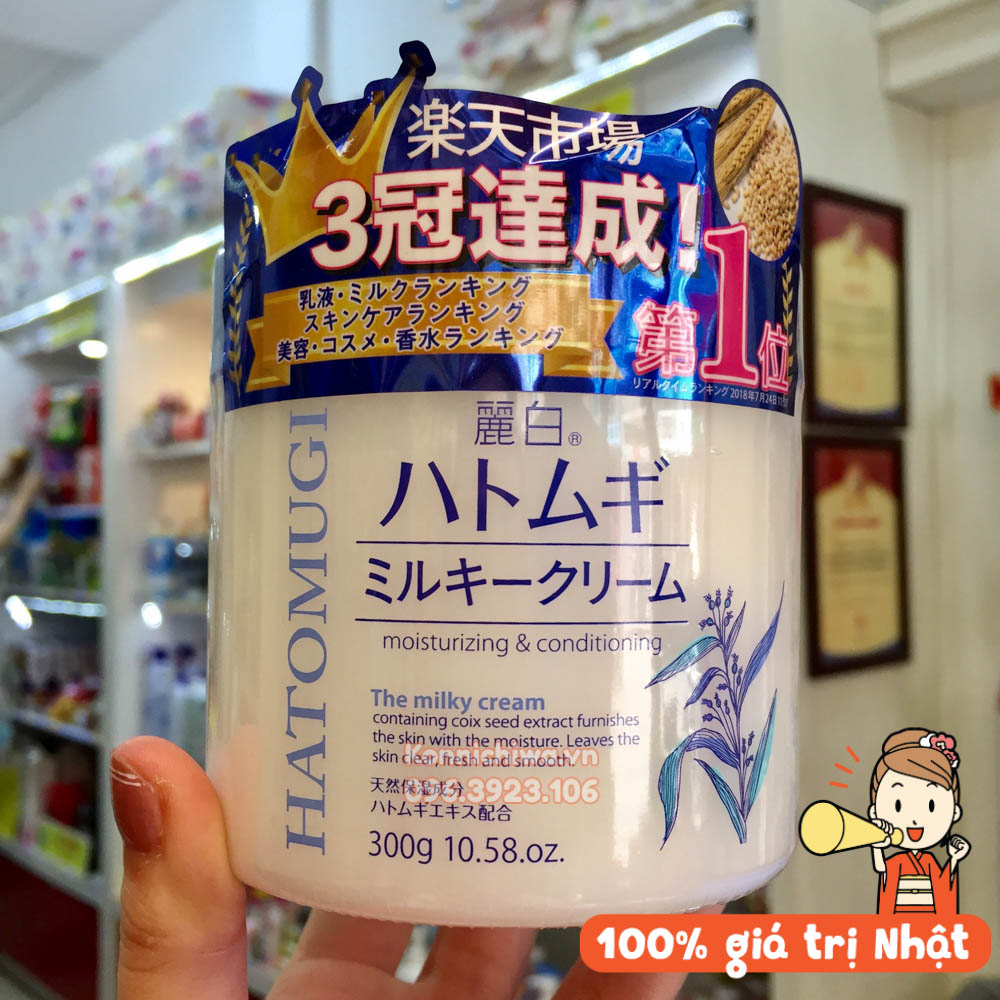 楽天市場
3冠達成!
乳液・ミルクランキング
スキンケアランキング
美容・コスメ・香水ランキング
第1位
リアルタイムランキング2018年7月24日
麗白®
ハトムギ
ミルキークリーム
moisturizing & conditioning
HATOMUGI
The milky cream
containing coix seed extract furnishes
the skin with the moisture. Leaves the
skin clear, fresh and smooth.
Konnichiwa.vn
096.3923.106
天然保湿成分
ハトムギエキス配合
300g 10.58.oz.
100% giá trị Nhật